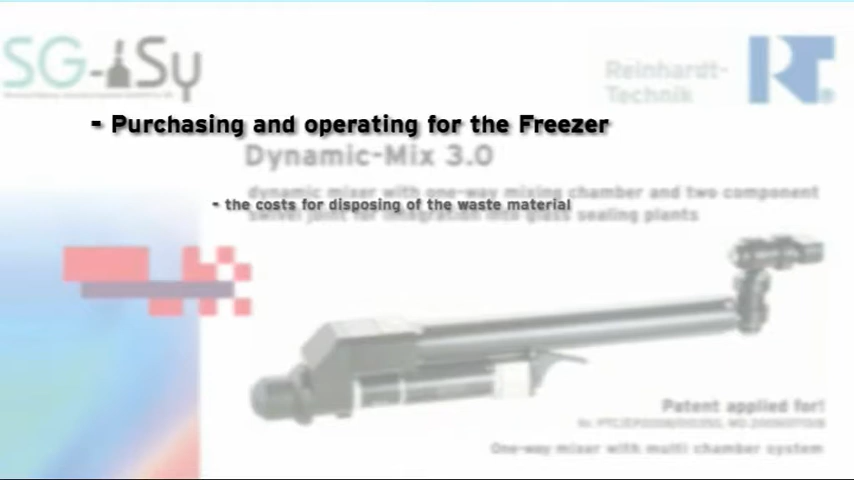 SG-iSy
Reinhardt-
Technik
RT
- Purchasing and operating for the Freezer
Dynamic-Mix 3.0
dynamic mixer with one-way mixing chamber and two component
- the costs for disposing of the waste material
swivel joint for integration into glass sealing plants
Patent applied for!
One-way mixer with multi chamber system